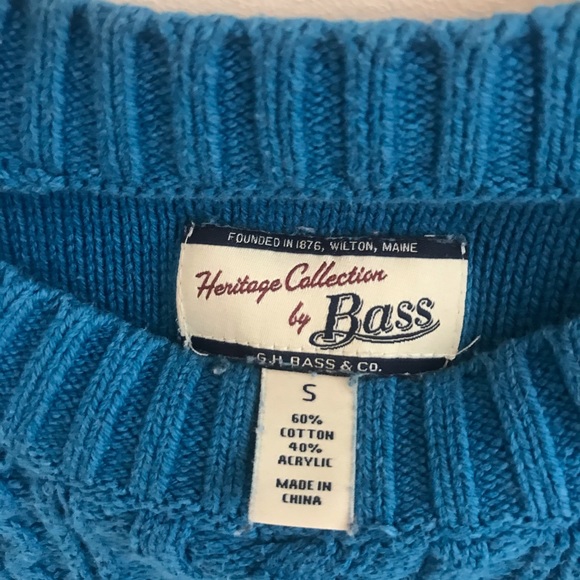 FOUNDED IN 1876, WILTON, MAINE
Heritage Collection
by Bass
G.H. BASS & CO.
S
60%
COTTON
40%
ACRYLIC
MADE IN
CHINA